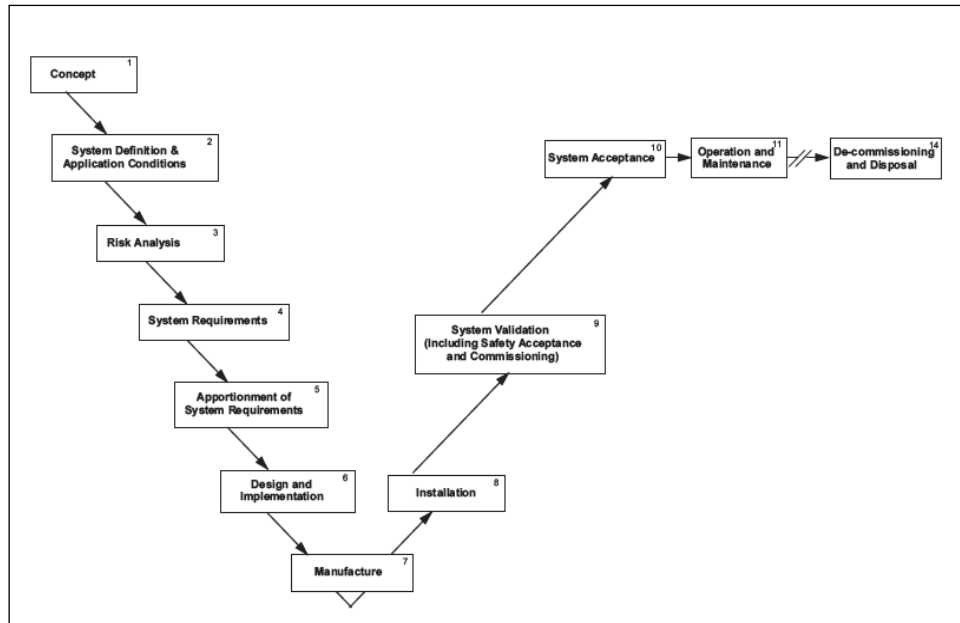 1
Concept
2
System Definition &
Application Conditions
3
Risk Analysis
4
System Requirements
5
Apportionment of
System Requirements
6
Design and
Implementation
7
Manufacture
8
Installation
9
System Validation
(Including Safety Acceptance
and Commissioning)
10
System Acceptance
11
Operation and
Maintenance
14
De-commissioning
and Disposal